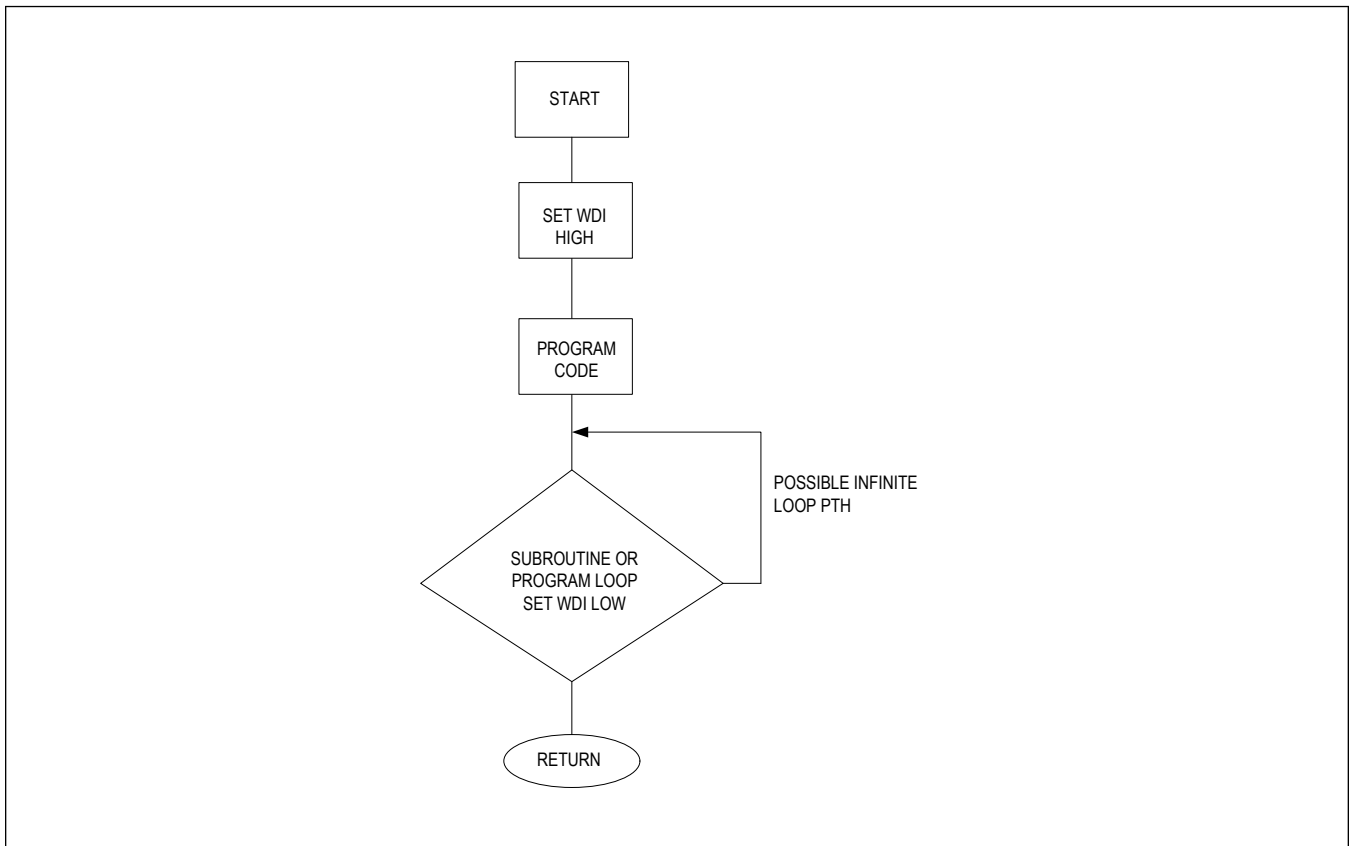 START
SET WDI
HIGH
PROGRAM
CODE
POSSIBLE INFINITE
LOOP PTH
SUBROUTINE OR
PROGRAM LOOP
SET WDI LOW
RETURN